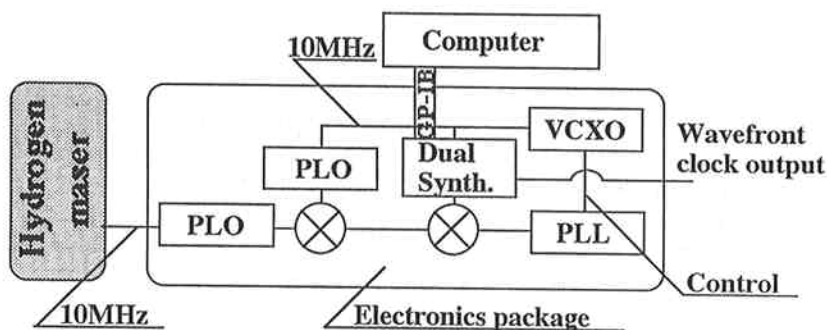 Computer
10MHz
GP-IB
VCXO
Wavefront
clock output
Dual
Synth.
PLO
Hydrogen
maser
PLO
PLL
Control
10MHz
Electronics package